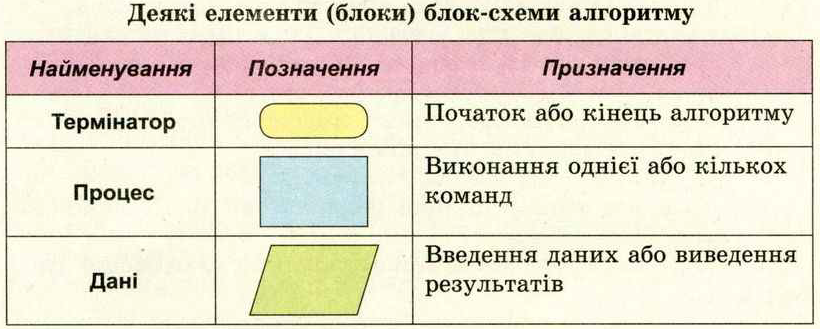 Деякі елементи (блоки) блок-схеми алгоритму
Найменування Позначення Призначення
Термінатор Початок або кінець алгоритму
Процес Виконання однієї або кількох
команд
Дані Введення даних або виведення
результатів